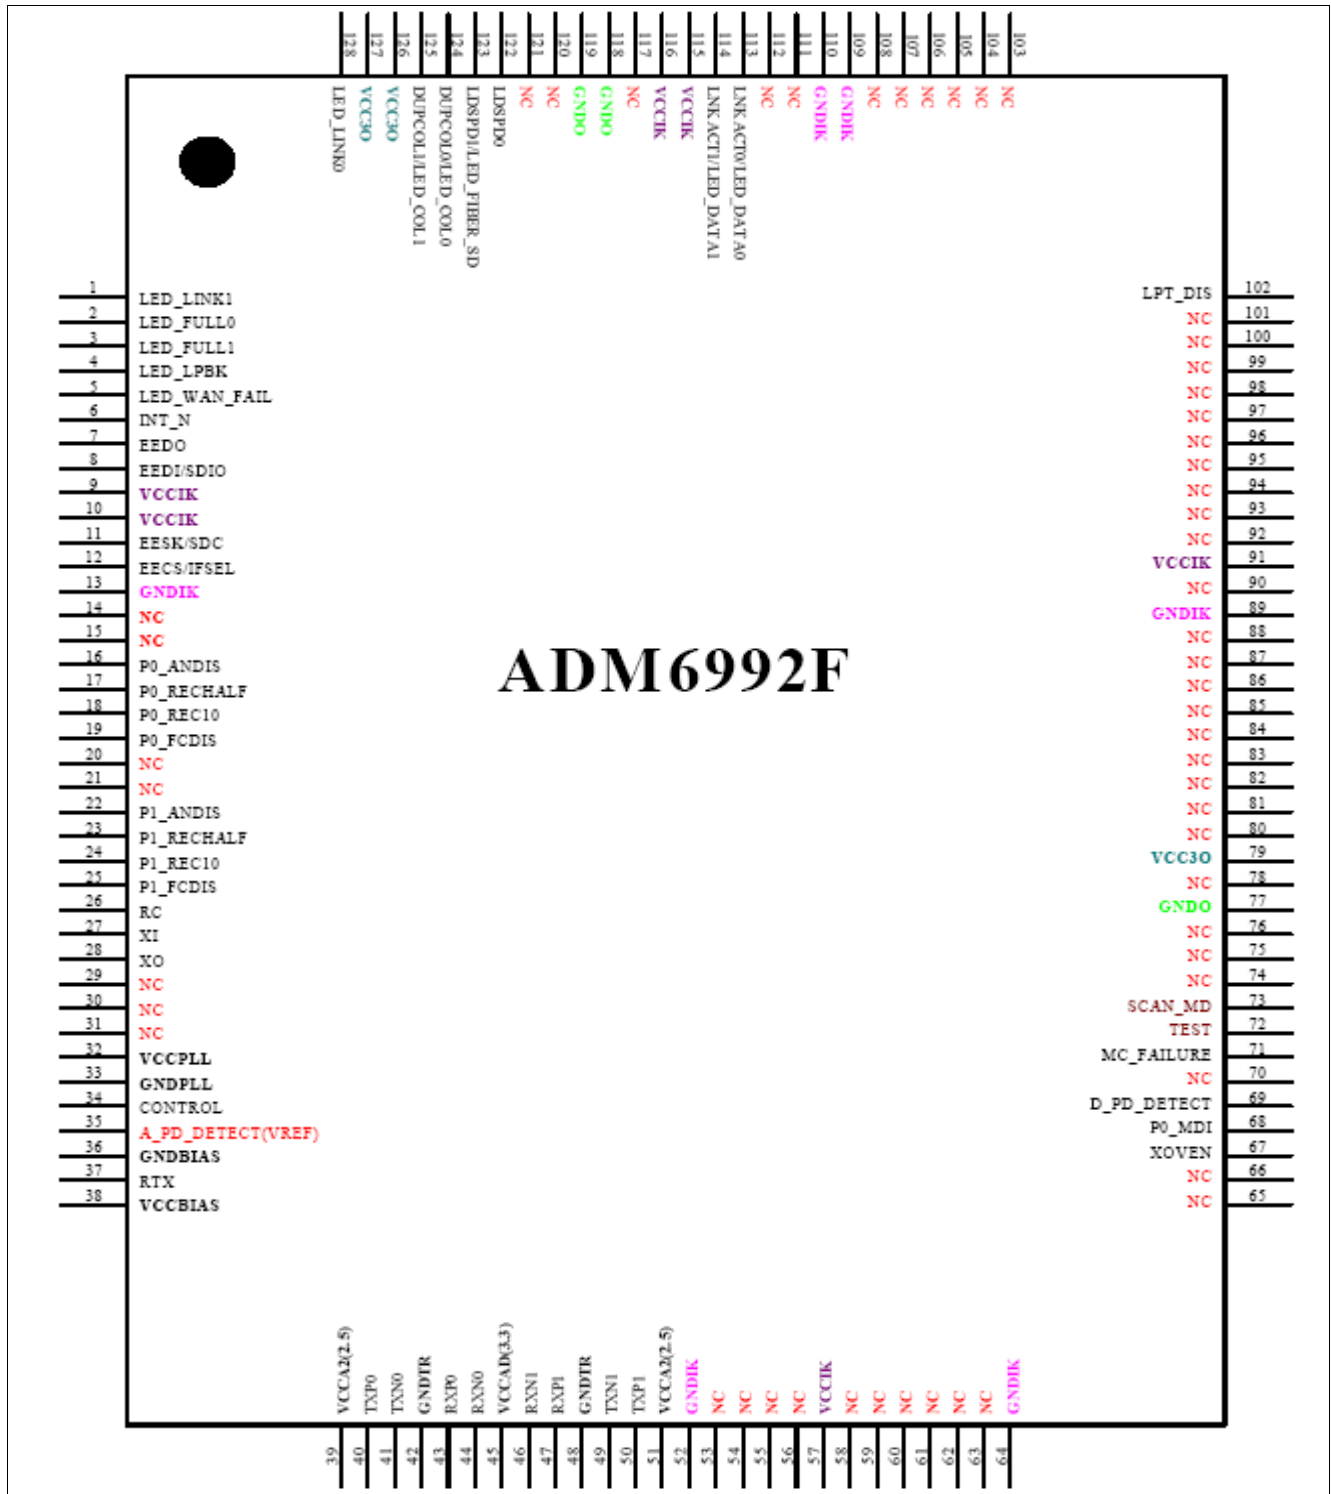 128 127 126 125 124 123 122 121 120 119 118 117 116 115 114 113 112 111 110 109 108 107 106 105 104 103
LED_LINK0
VCC3O
VCC3O
DUPCOL1/LED_COL1
DUPCOL0/LED_COL0
LDSPD1/LED_FIBER_SD
LDSPD0
NC
NC
GNDO
GNDO
NC
VCCIK
VCCIK
LNKACT1/LED_DATA1
LNKACT0/LED_DATA0
NC
NC
GNDIK
GNDIK
NC
NC
NC
NC
NC
NC
1 LED_LINK1
2 LED_FULL0
3 LED_FULL1
4 LED_LPBK
5 LED_WAN_FAIL
6 INT_N
7 EEDO
8 EEDI/SDIO
9 VCCIK
10 VCCIK
11 EESK/SDC
12 EECS/IFSEL
13 GNDIK
14 NC
15 NC
16 P0_ANDIS
17 P0_RECHALF
18 P0_REC10
19 P0_FCDIS
20 NC
21 NC
22 P1_ANDIS
23 P1_RECHALF
24 P1_REC10
25 P1_FCDIS
26 RC
27 XI
28 XO
29 NC
30 NC
31 NC
32 VCCPLL
33 GNDPLL
34 CONTROL
35 A_PD_DETECT(VREF)
36 GNDBIAS
37 RTX
38 VCCBIAS
ADM6992F
LPT_DIS 102
NC 101
NC 100
NC 99
NC 98
NC 97
NC 96
NC 95
NC 94
NC 93
NC 92
VCCIK 91
NC 90
GNDIK 89
NC 88
NC 87
NC 86
NC 85
NC 84
NC 83
NC 82
NC 81
NC 80
VCC3O 79
NC 78
GNDO 77
NC 76
NC 75
NC 74
SCAN_MD 73
TEST 72
MC_FAILURE 71
NC 70
D_PD_DETECT 69
P0_MDI 68
XOVEN 67
NC 66
NC 65
VCCA2(2.5)
TXP0
TXN0
GNDTR
RXP0
RXN0
VCCAD(3.3)
RXN1
RXP1
GNDTR
TXN1
TXP1
VCCA2(2.5)
GNDIK
NC
NC
NC
NC
VCCIK
NC
NC
NC
NC
NC
NC
GNDIK
39 40 41 42 43 44 45 46 47 48 49 50 51 52 53 54 55 56 57 58 59 60 61 62 63 64